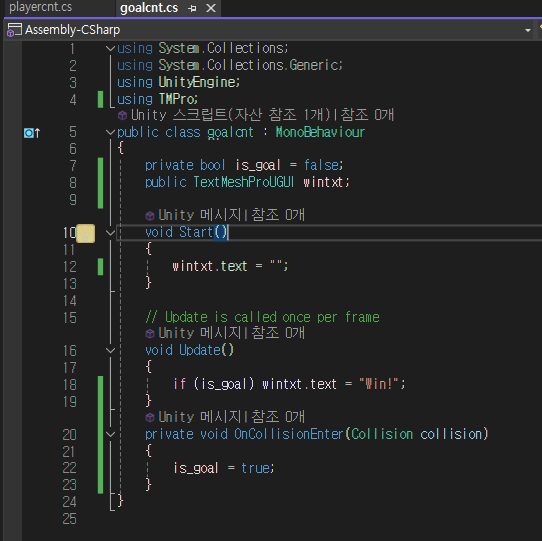 playercnt.cs
goalcnt.cs
Assembly-CSharp
1 using System.Collections;
2 using System.Collections.Generic;
3 using UnityEngine;
4 using TMPro;
Unity 스크립트(자산 참조 1개)|참조 0개
5 public class goalcnt : MonoBehaviour
6 {
7 private bool is_goal = false;
8 public TextMeshProUGUI wintxt;
9
Unity 메시지|참조 0개
10 void Start()
11 {
12 wintxt.text = "";
13 }
14
15 // Update is called once per frame
Unity 메시지|참조 0개
16 void Update()
17 {
18 if (is_goal) wintxt.text = "Win!";
19 }
Unity 메시지|참조 0개
20 private void OnCollisionEnter(Collision collision)
21 {
22 is_goal = true;
23 }
24 }
25